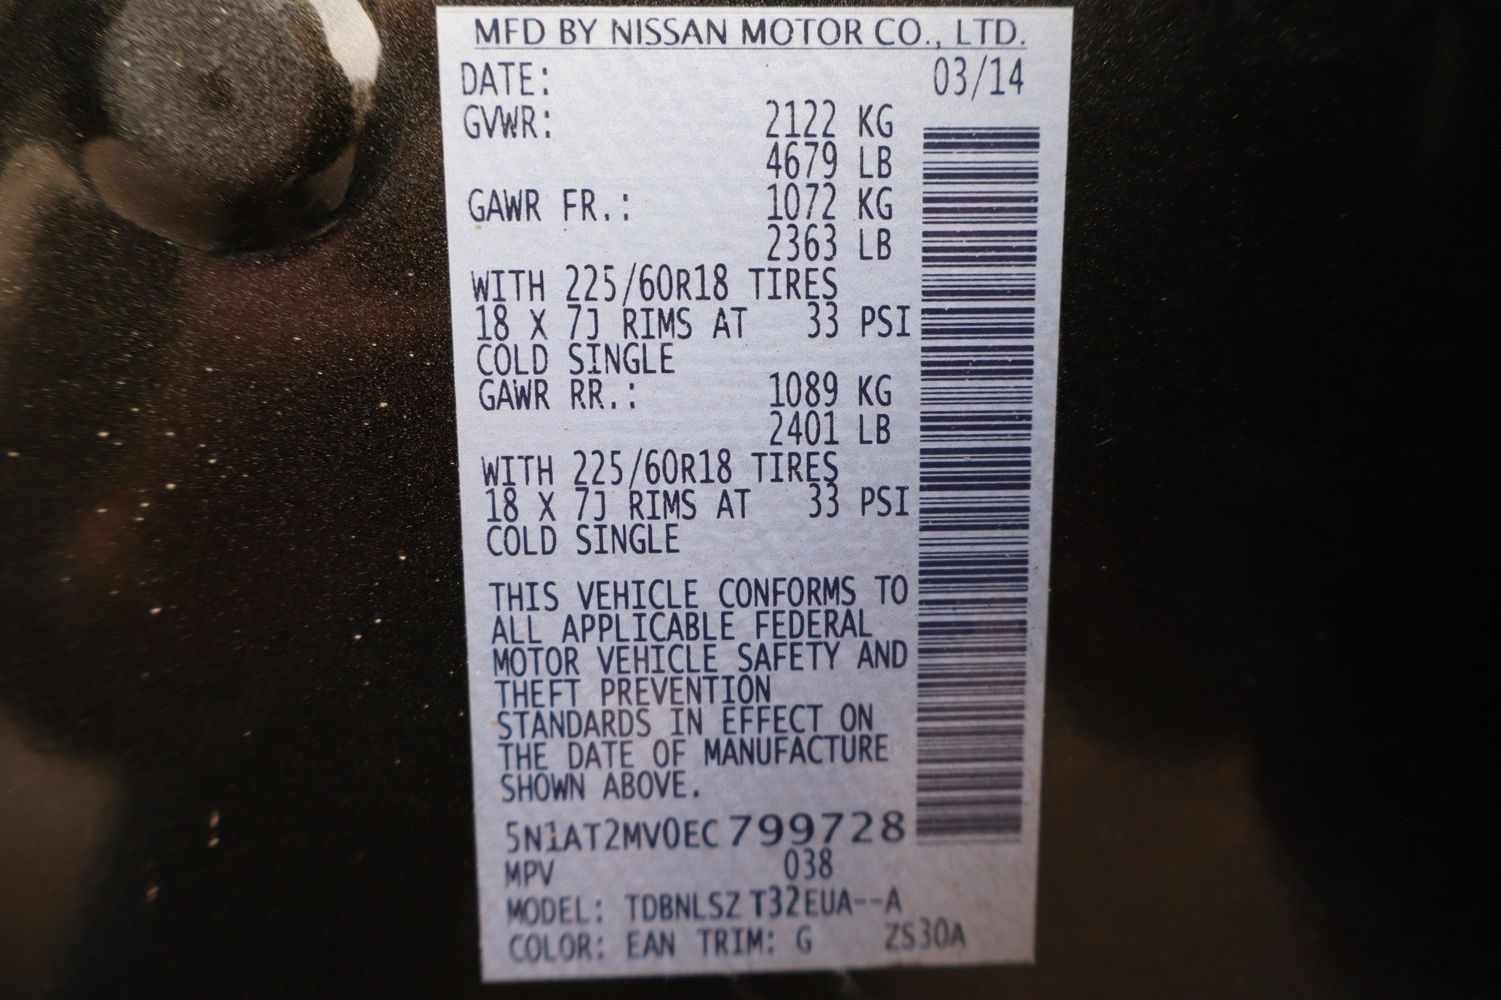 MFD BY NISSAN MOTOR CO., LTD.
DATE: 03/14
GVWR: 2122 KG
4679 LB
GAWR FR.: 1072 KG
2363 LB
WITH 225/60R18 TIRES
18 X 7J RIMS AT 33 PSI
COLD SINGLE
GAWR RR.: 1089 KG
2401 LB
WITH 225/60R18 TIRES
18 X 7J RIMS AT 33 PSI
COLD SINGLE
THIS VEHICLE CONFORMS TO
ALL APPLICABLE FEDERAL
MOTOR VEHICLE SAFETY AND
THEFT PREVENTION
STANDARDS IN EFFECT ON
THE DATE OF MANUFACTURE
SHOWN ABOVE.
5N1AT2MV0EC799728
MPV 038
MODEL: TDBNLSZ T32EUA--A
COLOR: EAN TRIM: G ZS30A